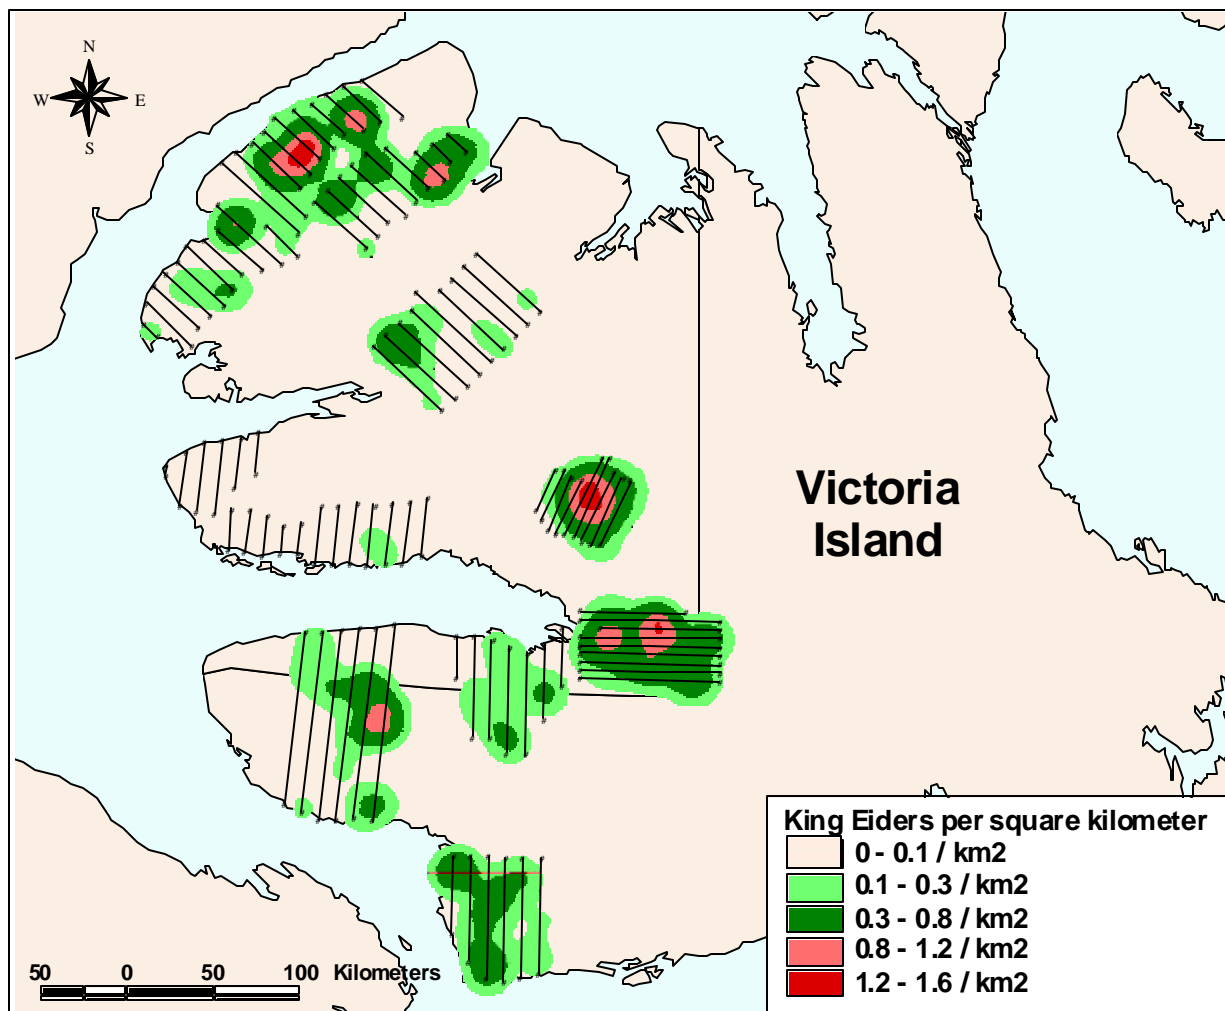 N
W E
S
Victoria
Island
King Eiders per square kilometer
0 - 0.1 / km2
0.1 - 0.3 / km2
0.3 - 0.8 / km2
0.8 - 1.2 / km2
1.2 - 1.6 / km2
50 0 50 100 Kilometers